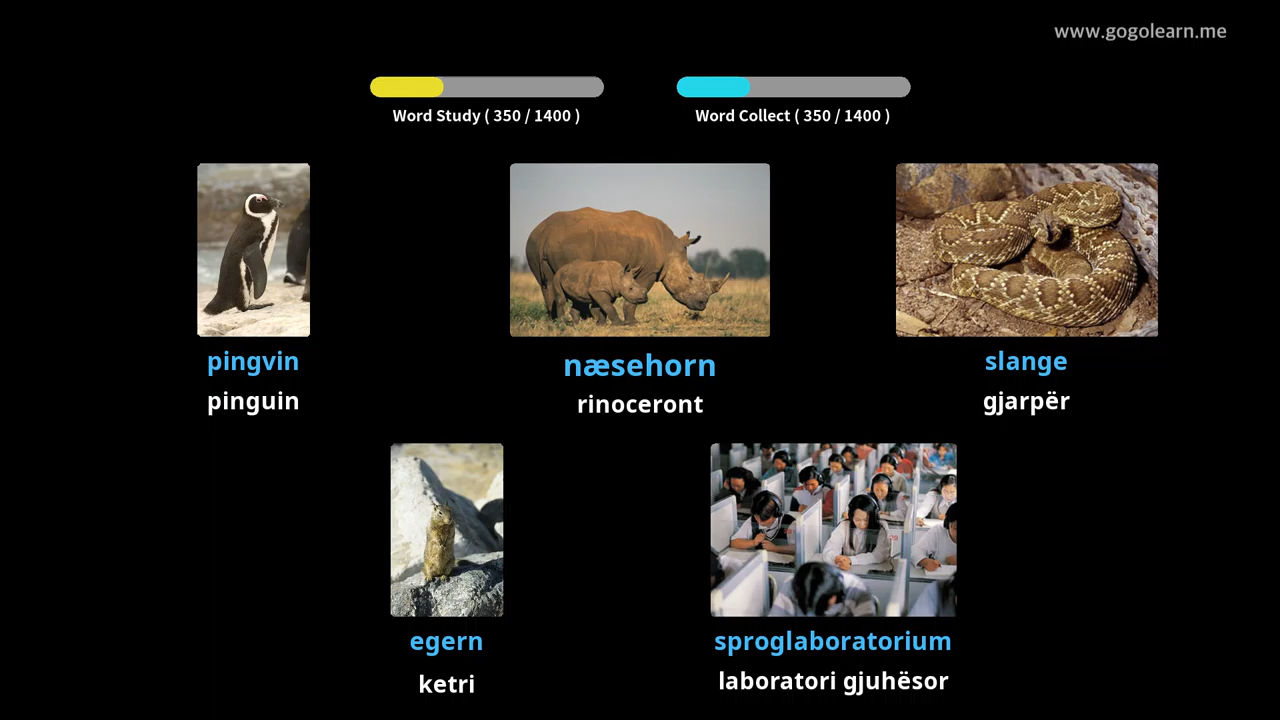 www.gogolearn.me
Word Study ( 350 / 1400 )
Word Collect ( 350 / 1400 )
pingvin
pinguin
næsehorn
rinoceront
slange
gjarpër
egern
ketri
sproglaboratorium
laboratori gjuhësor